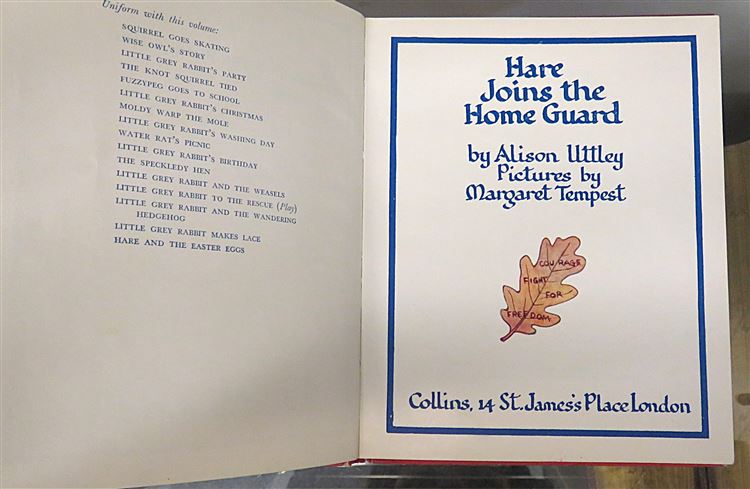 Uniform with this volume:
SQUIRREL GOES SKATING
WISE OWL'S STORY
LITTLE GREY RABBIT'S PARTY
THE KNOT SQUIRREL TIED
FUZZYPEG GOES TO SCHOOL
LITTLE GREY RABBIT'S CHRISTMAS
MOLDY WARP THE MOLE
LITTLE GREY RABBIT'S WASHING DAY
WATER RAT'S PICNIC
LITTLE GREY RABBIT'S BIRTHDAY
THE SPECKLEDY HEN
LITTLE GREY RABBIT AND THE WEASELS
LITTLE GREY RABBIT TO THE RESCUE (Play)
LITTLE GREY RABBIT AND THE WANDERING
HEDGEHOG
LITTLE GREY RABBIT MAKES LACE
HARE AND THE EASTER EGGS
Hare
Joins the
Home Guard
by Alison Uttley
Pictures by
Margaret Tempest
COURAGE
FIGHT
FOR
FREEDOM
Collins, 14 St. James's Place London